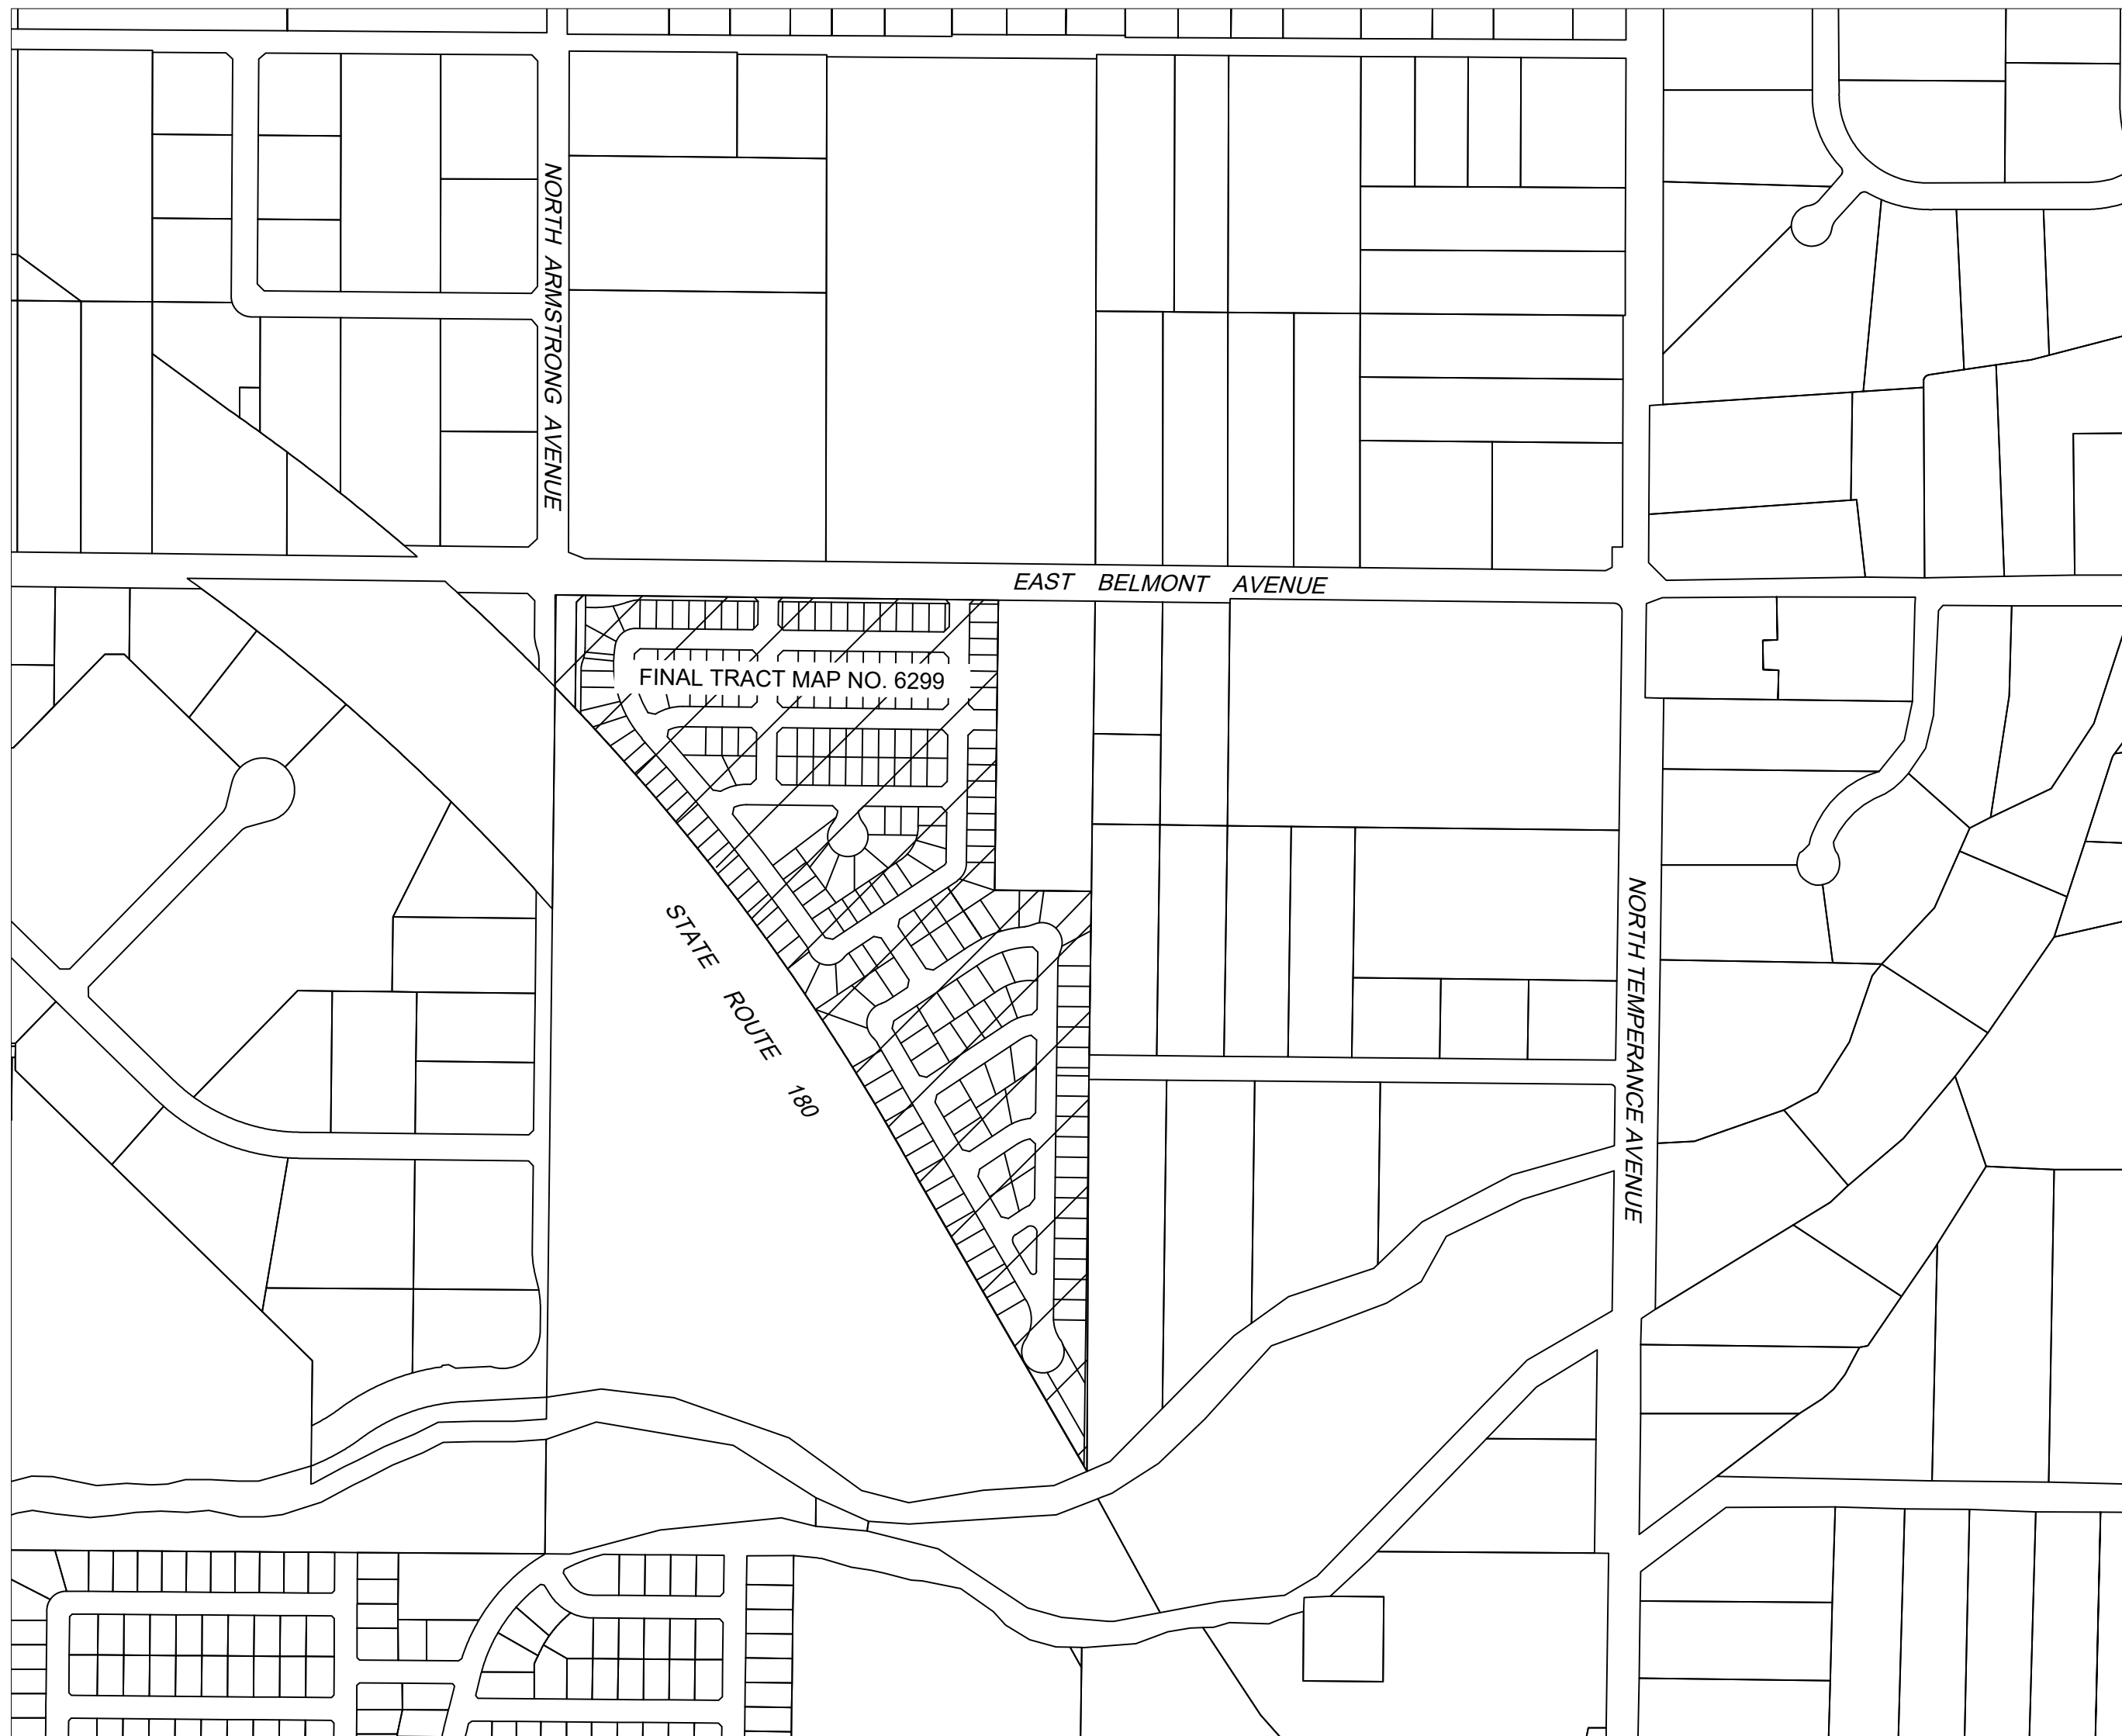 NORTH ARMSTRONG AVENUE
EAST BELMONT AVENUE
FINAL TRACT MAP NO. 6299
STATE ROUTE 180
NORTH TEMPERANCE AVENUE